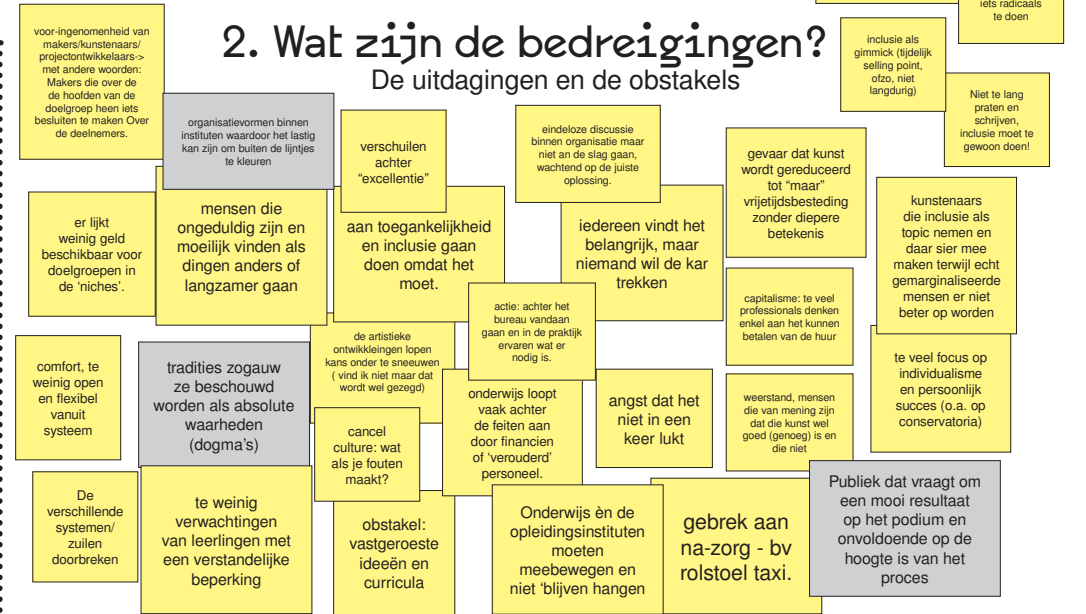 iets radicaals
te doen
voor-ingenomenheid van
makers/kunstenaars/
projectontwikkelaars->
met andere woorden:
Makers die over de
de hoofden van de
doelgroep heen iets
besluiten te maken Over
de deelnemers.
2. Wat zijn de bedreigingen?
De uitdagingen en de obstakels
inclusie als
gimmick (tijdelijk
selling point,
ofzo, niet
langdurig)
Niet te lang
praten en
schrijven,
inclusie moet te
gewoon doen!
organisatievormen binnen
instituten waardoor het lastig
kan zijn om buiten de lijntjes
te kleuren
verschuilen
achter
“excellentie”
eindeloze discussie
binnen organisatie maar
niet an de slag gaan,
wachtend op de juiste
oplossing.
gevaar dat kunst
wordt gereduceerd
tot “maar”
vrijetijdsbesteding
zonder diepere
betekenis
er lijkt
weinig geld
beschikbaar voor
doelgroepen in
de ‘niches’.
mensen die
ongeduldig zijn en
moeilijk vinden als
dingen anders of
langzamer gaan
aan toegankelijkheid
en inclusie gaan
doen omdat het
moet.
iedereen vindt het
belangrijk, maar
niemand wil de kar
trekken
kunstenaars
die inclusie als
topic nemen en
daar sier mee
maken terwijl echt
gemarginaliseerde
mensen er niet
beter op worden
actie: achter het
bureau vandaan
gaan en in de praktijk
ervaren wat er
nodig is.
capitalisme: te veel
professionals denken
enkel aan het kunnen
betalen van de huur
comfort, te
weinig open
en flexibel
vanuit
systeem
tradities zogauw
ze beschouwd
worden als absolute
waarheden
(dogma’s)
de artistieke
ontwikkleingen lopen
kans onder te sneeuwen
( vind ik niet maar dat
wordt wel gezegd)
onderwijs loopt
vaak achter
de feiten aan
door financien
of ‘verouderd’
personeel.
angst dat het
niet in een
keer lukt
weerstand, mensen
die van mening zijn
dat die kunst wel
goed (genoeg) is en
die niet
te veel focus op
individualisme
en persoonlijk
succes (o.a. op
conservatoria)
cancel
culture: wat
als je fouten
maakt?
De
verschillende
systemen/
zuilen
doorbreken
te weinig
verwachtingen
van leerlingen met
een verstandelijke
beperking
obstakel:
vastgeroeste
ideeën en
curricula
Onderwijs èn de
opleidingsinstituten
moeten
meebewegen en
niet ‘blijven hangen
gebrek aan
na-zorg - bv
rolstoel taxi.
Publiek dat vraagt om
een mooi resultaat
op het podium en
onvoldoende op de
hoogte is van het
proces